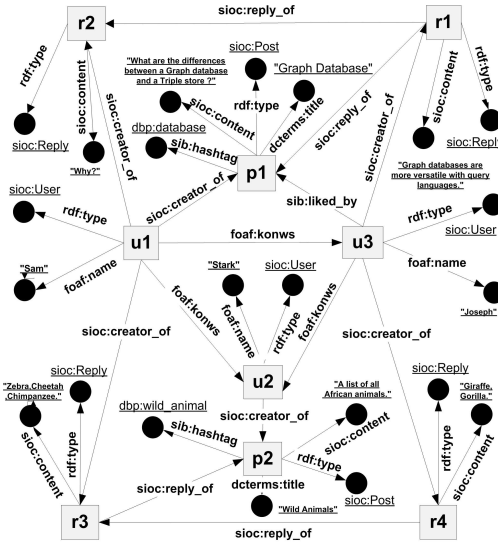 r2
sioc:reply_of
r1
rdf:type
sioc:content
sioc:creator_of
sioc:Reply
"Why?"
"What are the differences
between a Graph database
and a Triple store ?"
sioc:Post
"Graph Database"
sioc:content
rdf:type
dcterms:title
dbp:database
sib:hashtag
p1
sioc:reply_of
sioc:creator_of
sioc:content
rdf:type
sioc:Reply
"Graph databases are
more versatile with query
languages."
sioc:User
rdf:type
sioc:creator_of
sib:liked_by
rdf:type
sioc:User
u1
foaf:konws
u3
"Sam"
foaf:name
foaf:name
"Joseph"
"Stark"
sioc:User
foaf:konws
foaf:name
rdf:type
foaf:konws
sioc:creator_of
sioc:creator_of
u2
"Zebra,Cheetah
,Chimpanzee."
sioc:Reply
sioc:content
rdf:type
dbp:wild_animal
sioc:creator_of
"A list of all
African animals."
sib:hashtag
sioc:content
p2
rdf:type
sioc:Post
dcterms:title
"Wild Animals"
sioc:Reply
"Giraffe,
Gorilla."
rdf:type
sioc:content
sioc:reply_of
r3
sioc:reply_of
r4